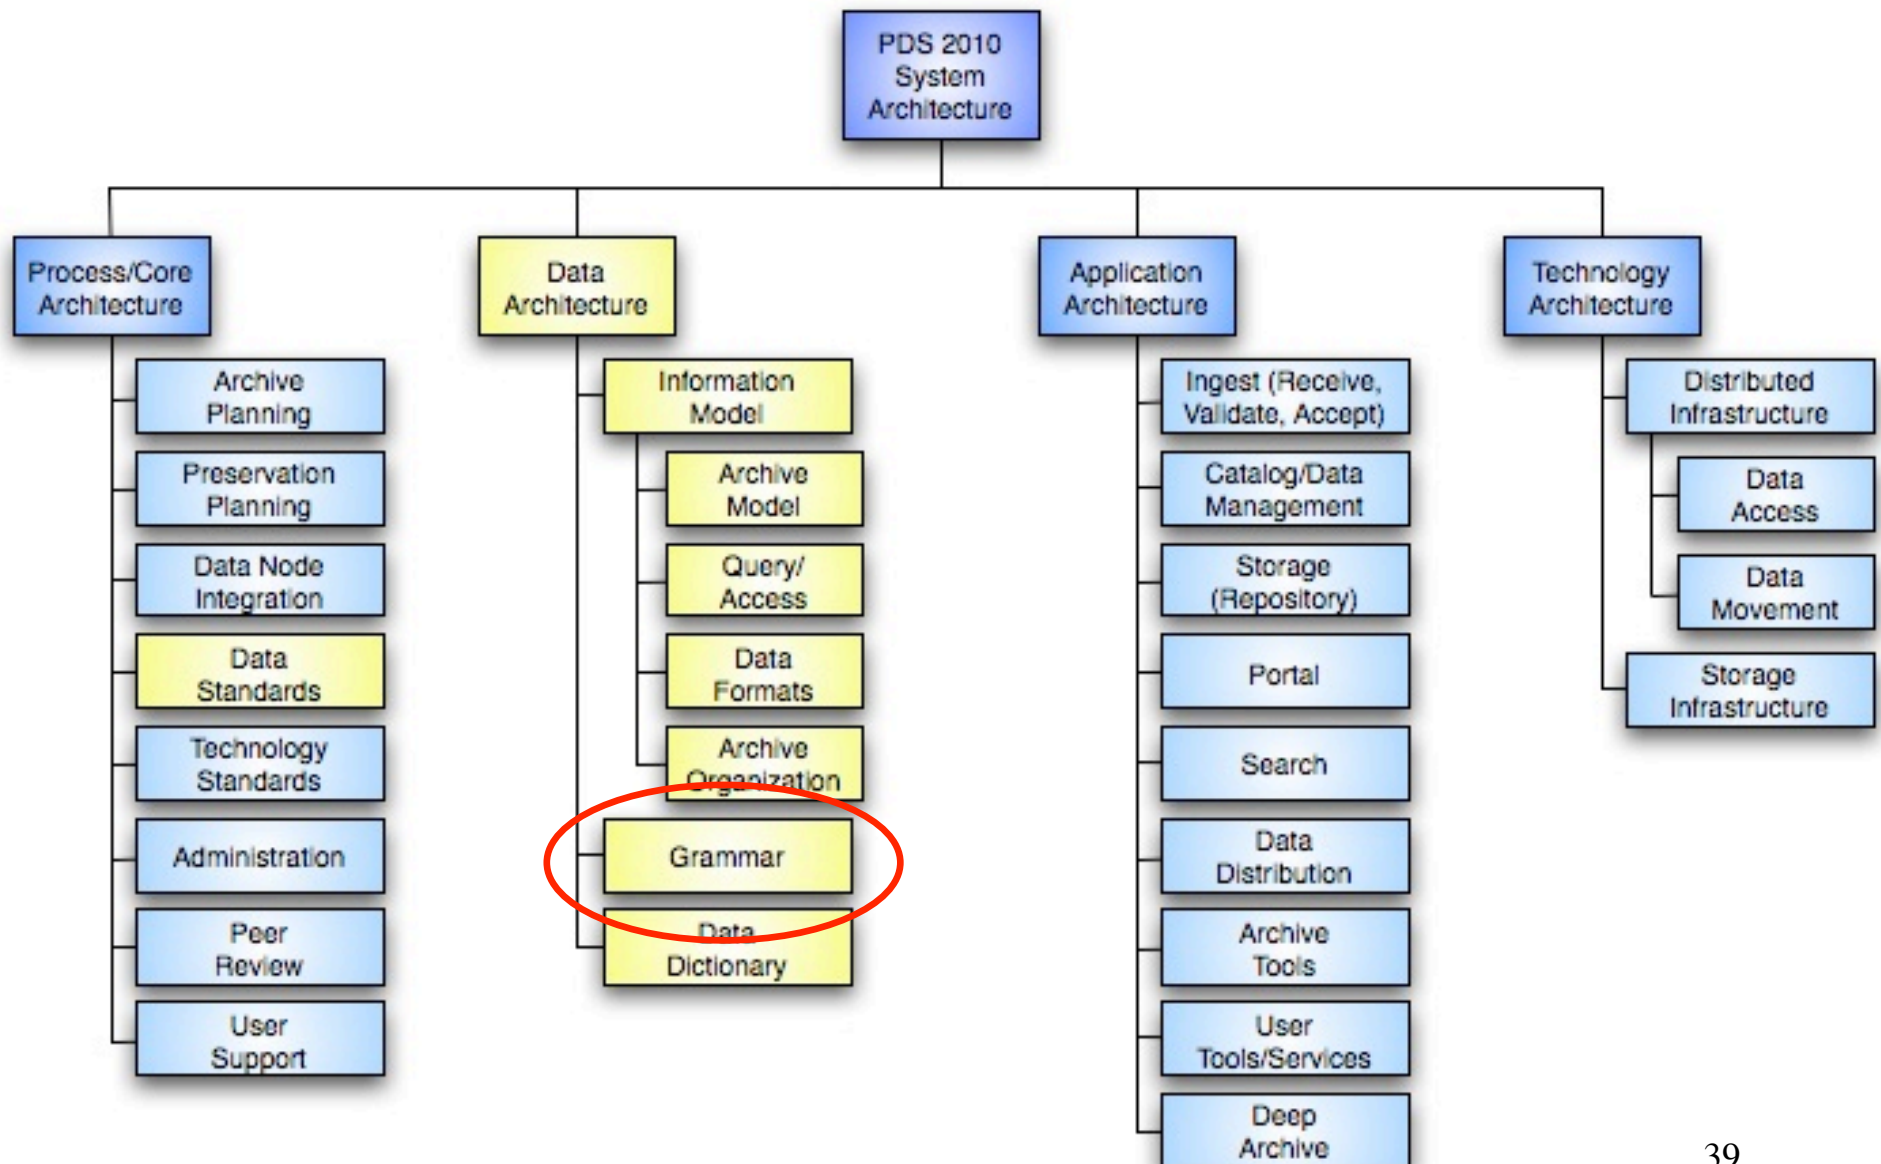 PDS 2010
System
Architecture
Process/Core
Architecture
Archive
Planning
Preservation
Planning
Data Node
Integration
Data
Standards
Technology
Standards
Administration
Peer
Review
User
Support
Data
Architecture
Information
Model
Archive
Model
Query/
Access
Data
Formats
Archive
Organization
Grammar
Data
Dictionary
Application
Architecture
Ingest (Receive,
Validate, Accept)
Catalog/Data
Management
Storage
(Repository)
Portal
Search
Data
Distribution
Archive
Tools
User
Tools/Services
Deep
Archive
Technology
Architecture
Distributed
Infrastructure
Data
Access
Data
Movement
Storage
Infrastructure
39